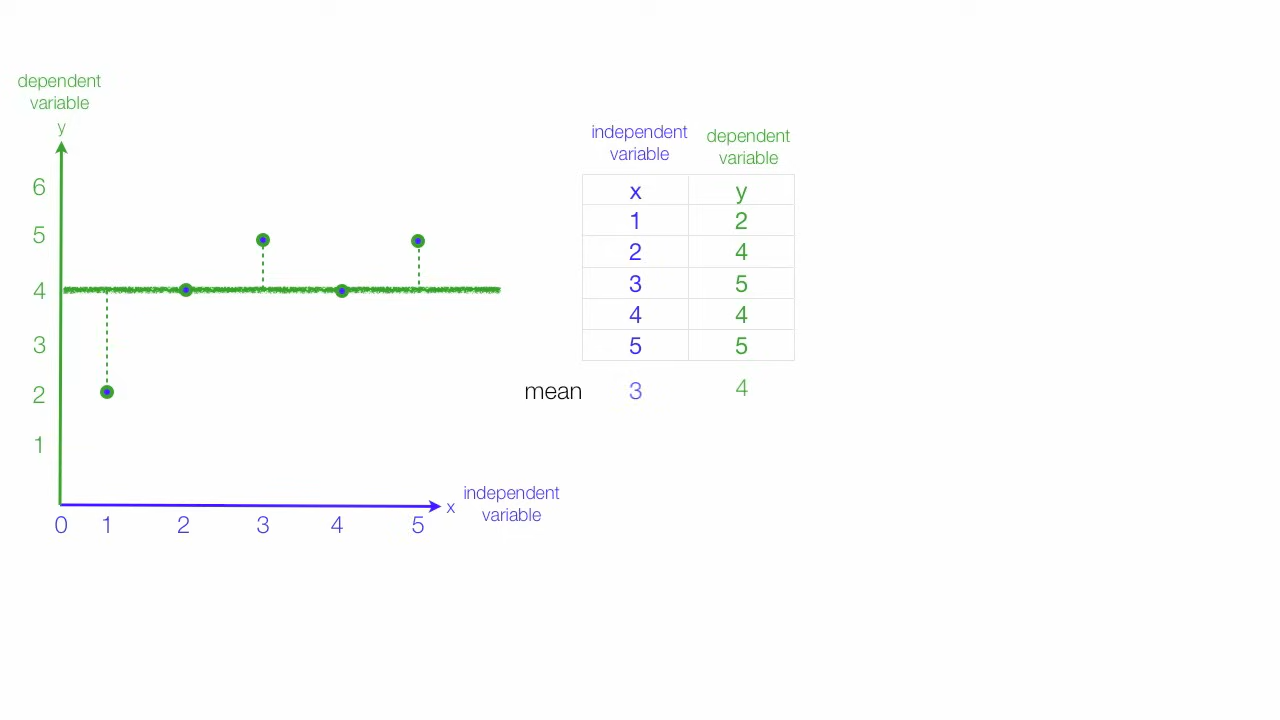 dependent
variable
y
6
5
4
3
2
1
0 1 2 3 4 5
x
independent
variable
independent
variable
dependent
variable
x y
1 2
2 4
3 5
4 4
5 5
mean 3 4